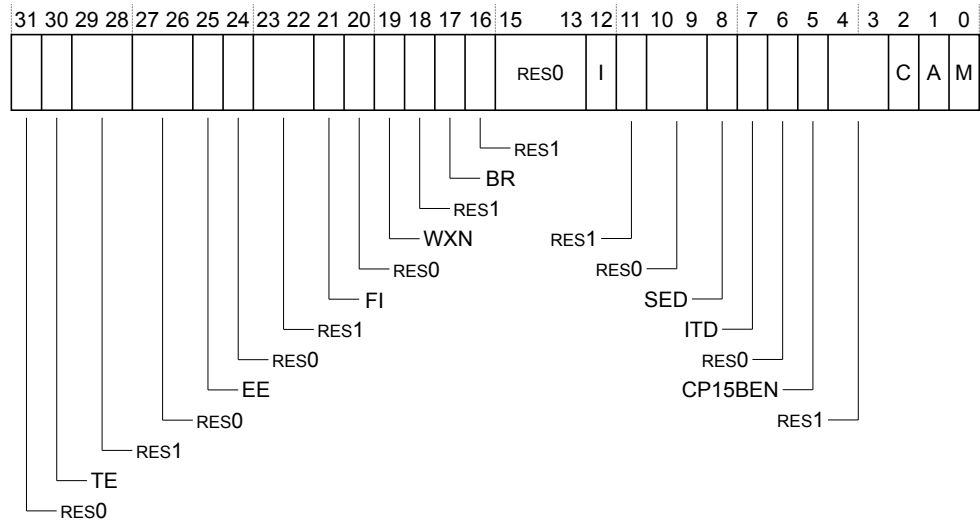 31 30 29 28 27 26 25 24 23 22 21 20 19 18 17 16 15 13 12 11 10 9 8 7 6 5 4 3 2 1 0
RES0 I C A M
RES1
BR
RES1
WXN RES1
RES0 RES0
FI SED
RES1 ITD
RES0 RES0
EE CP15BEN
RES0 RES1
RES1
TE
RES0